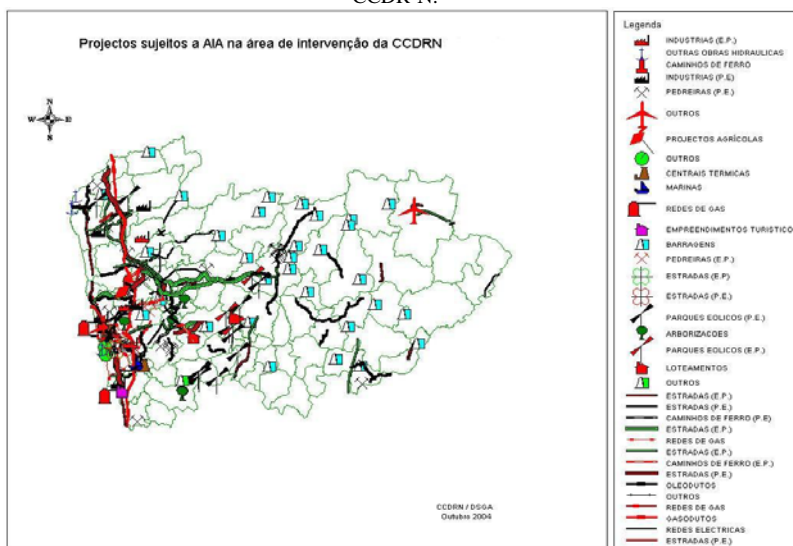 CCDR-N.
Projectos sujeitos a AIA na área de intervenção da CCDRN
N
W E
S
CCDRN / DSGA
Outubro 2004
Legenda
INDUSTRIAS (E.P.)
OUTRAS OBRAS HIDRAULICAS
CAMINHOS DE FERRO
INDUSTRIAS (P.E)
PEDREIRAS (P.E.)
OUTROS
PROJECTOS AGRÍCOLAS
OUTROS
CENTRAIS TERMICAS
MARINAS
REDES DE GAS
EMPREENDIMENTOS TURISTICO
BARRAGENS
PEDREIRAS (E.P.)
ESTRADAS (E.P)
ESTRADAS (P.E.)
PARQUES EOLICOS (P.E.)
ARBORIZACOES
PARQUES EOLICOS (E.P.)
LOTEAMENTOS
OUTROS
ESTRADAS (E.P.)
ESTRADAS (P.E.)
CAMINHOS DE FERRO (P.E)
ESTRADAS (E.P.)
REDES DE GAS
ESTRADAS (E.P.)
CAMINHOS DE FERRO (E.P.)
ESTRADAS (P.E.)
OLEODUTOS
OUTROS
REDES DE GAS
GASODUTOS
REDES ELECTRICAS
ESTRADAS (P.E.)